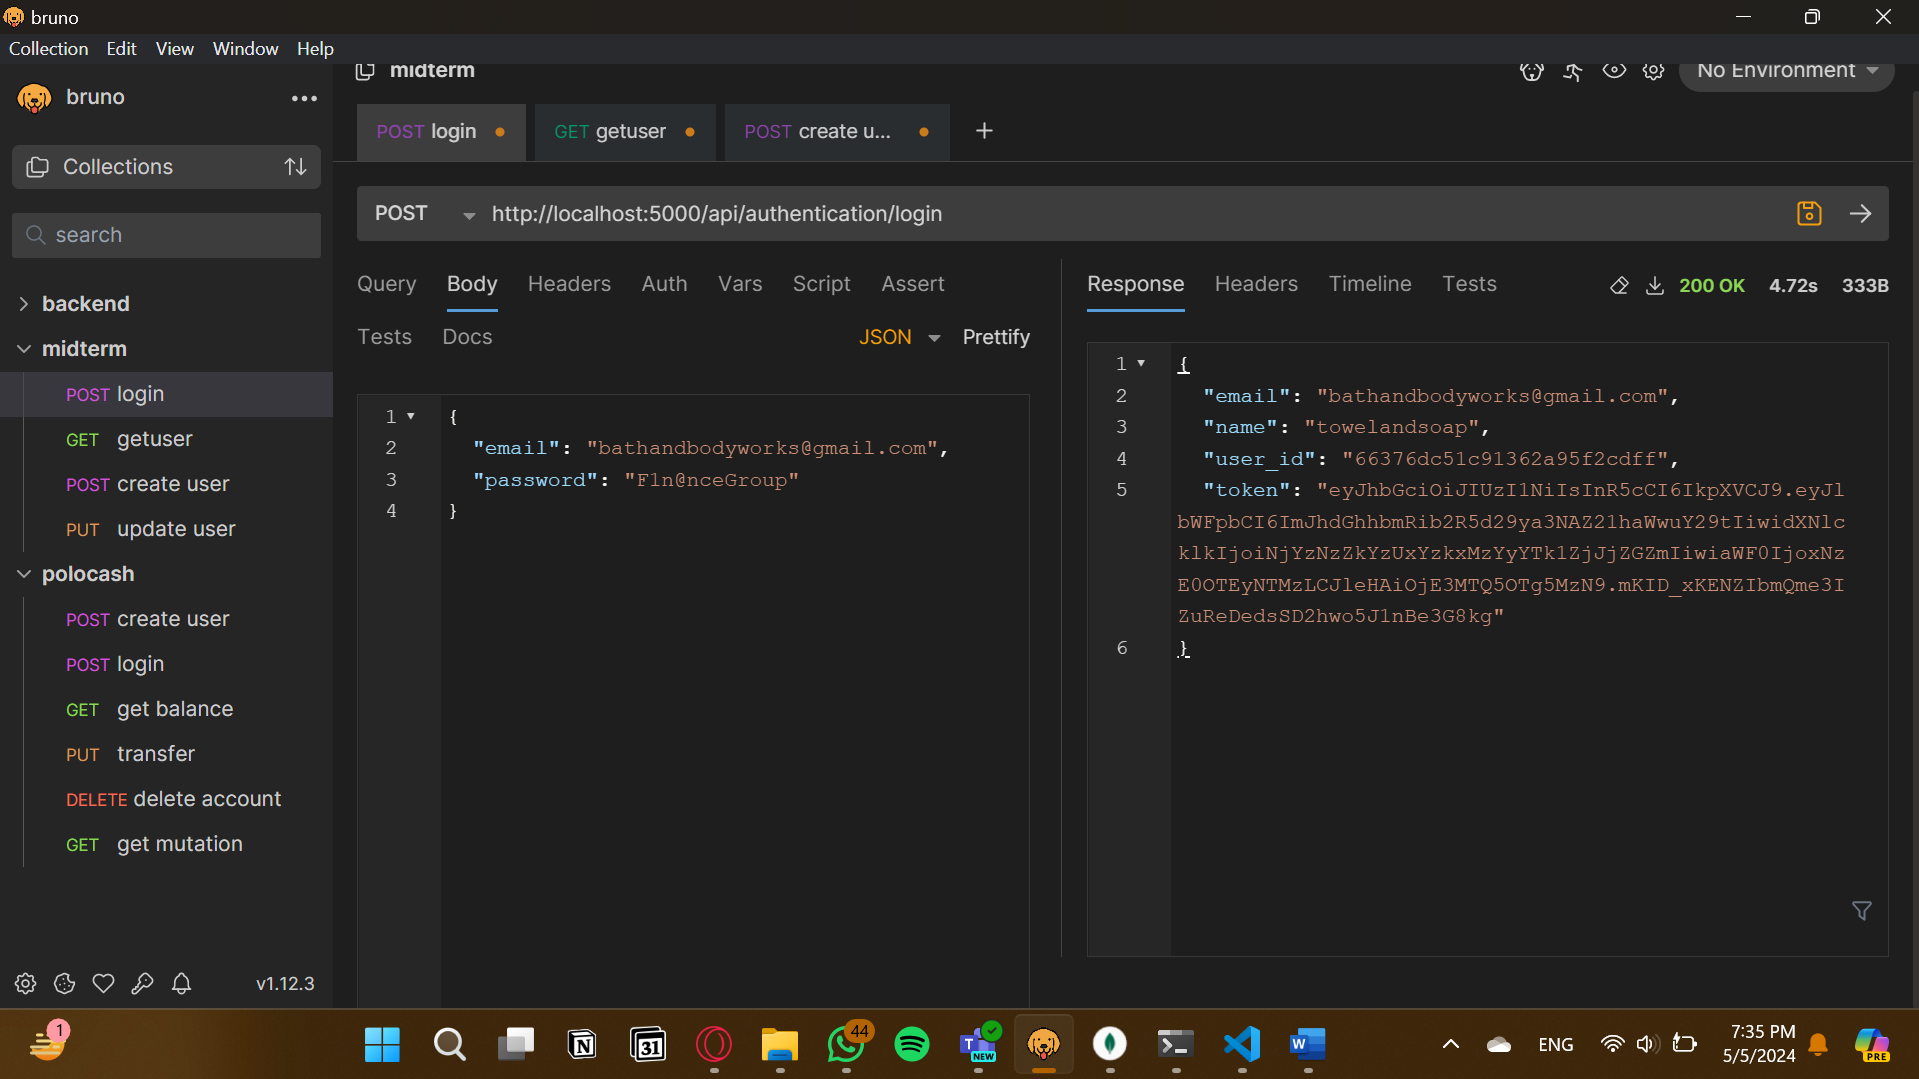 bruno
Collection Edit View Window Help
bruno
Collections
search
backend
midterm
POST login
GET getuser
POST create user
PUT update user
polocash
POST create user
POST login
GET get balance
PUT transfer
DELETE delete account
GET get mutation
v1.12.3
midterm
No Environment
POST login
GET getuser
POST create u...
+
POST http://localhost:5000/api/authentication/login
Query Body Headers Auth Vars Script Assert
Tests Docs JSON Prettify
1 {
2 "email": "bathandbodyworks@gmail.com",
3 "password": "F1n@nceGroup"
4 }
Response Headers Timeline Tests 200 OK 4.72s 333B
1 {
2 "email": "bathandbodyworks@gmail.com",
3 "name": "towelandsoap",
4 "user_id": "66376dc51c91362a95f2cdff",
5 "token": "eyJhbGciOiJIUzI1NiIsInR5cCI6IkpXVCJ9.eyJl
bWFpbCI6ImJhdGhhbmRib2R5d29ya3NAZ21haWwuY29tIiwidXNlc
klkIjoiNjYzNzZkYzUxYzkxMzYyYTk1ZjJjZGZmIiwiaWF0IjoxNz
E0OTEyNTMzLCJleHAiOjE3MTQ5OTg5MzN9.mKID_xKENZIbmQme3I
ZuReDedsSD2hwo5J1nBe3G8kg"
6 }
1
N
31
44
T
NEW
W
ENG
7:35 PM
5/5/2024
PRE